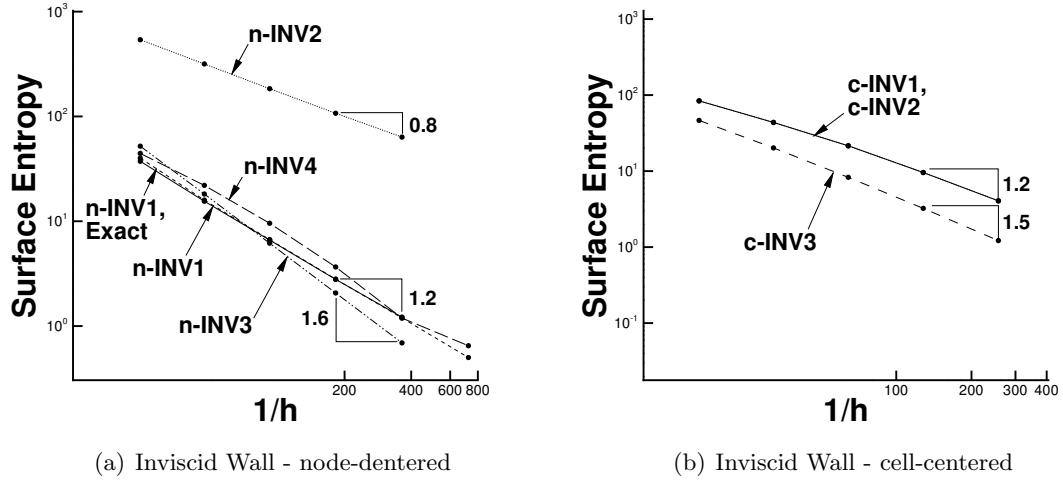 10³
10²
10¹
10⁰
Surface Entropy
n-INV2
0.8
n-INV4
n-INV1,
Exact
n-INV1
n-INV3
1.2
1.6
200 400 600 800
1/h
(a) Inviscid Wall - node-dentered
10³
10²
10¹
10⁰
10⁻¹
Surface Entropy
c-INV1,
c-INV2
1.2
1.5
c-INV3
100 200 300 400
1/h
(b) Inviscid Wall - cell-centered